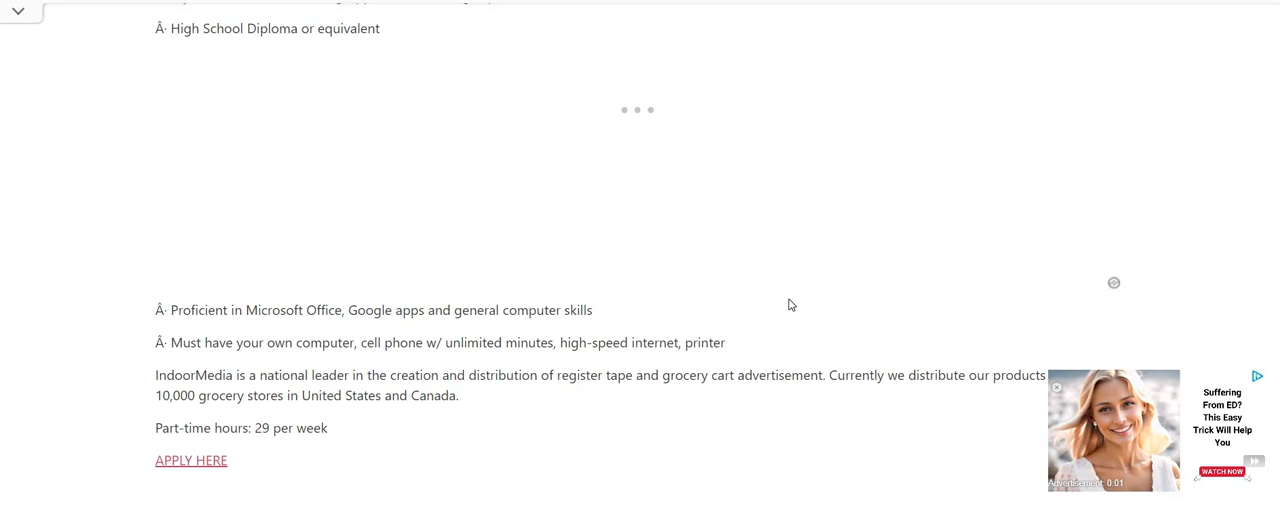 Â· High School Diploma or equivalent
Â· Proficient in Microsoft Office, Google apps and general computer skills
Â· Must have your own computer, cell phone w/ unlimited minutes, high-speed internet, printer
IndoorMedia is a national leader in the creation and distribution of register tape and grocery cart advertisement. Currently we distribute our products
10,000 grocery stores in United States and Canada.
Part-time hours: 29 per week
APPLY HERE
Suffering
From ED?
This Easy
Trick Will Help
You
WATCH NOW
Advertisement: 0:01